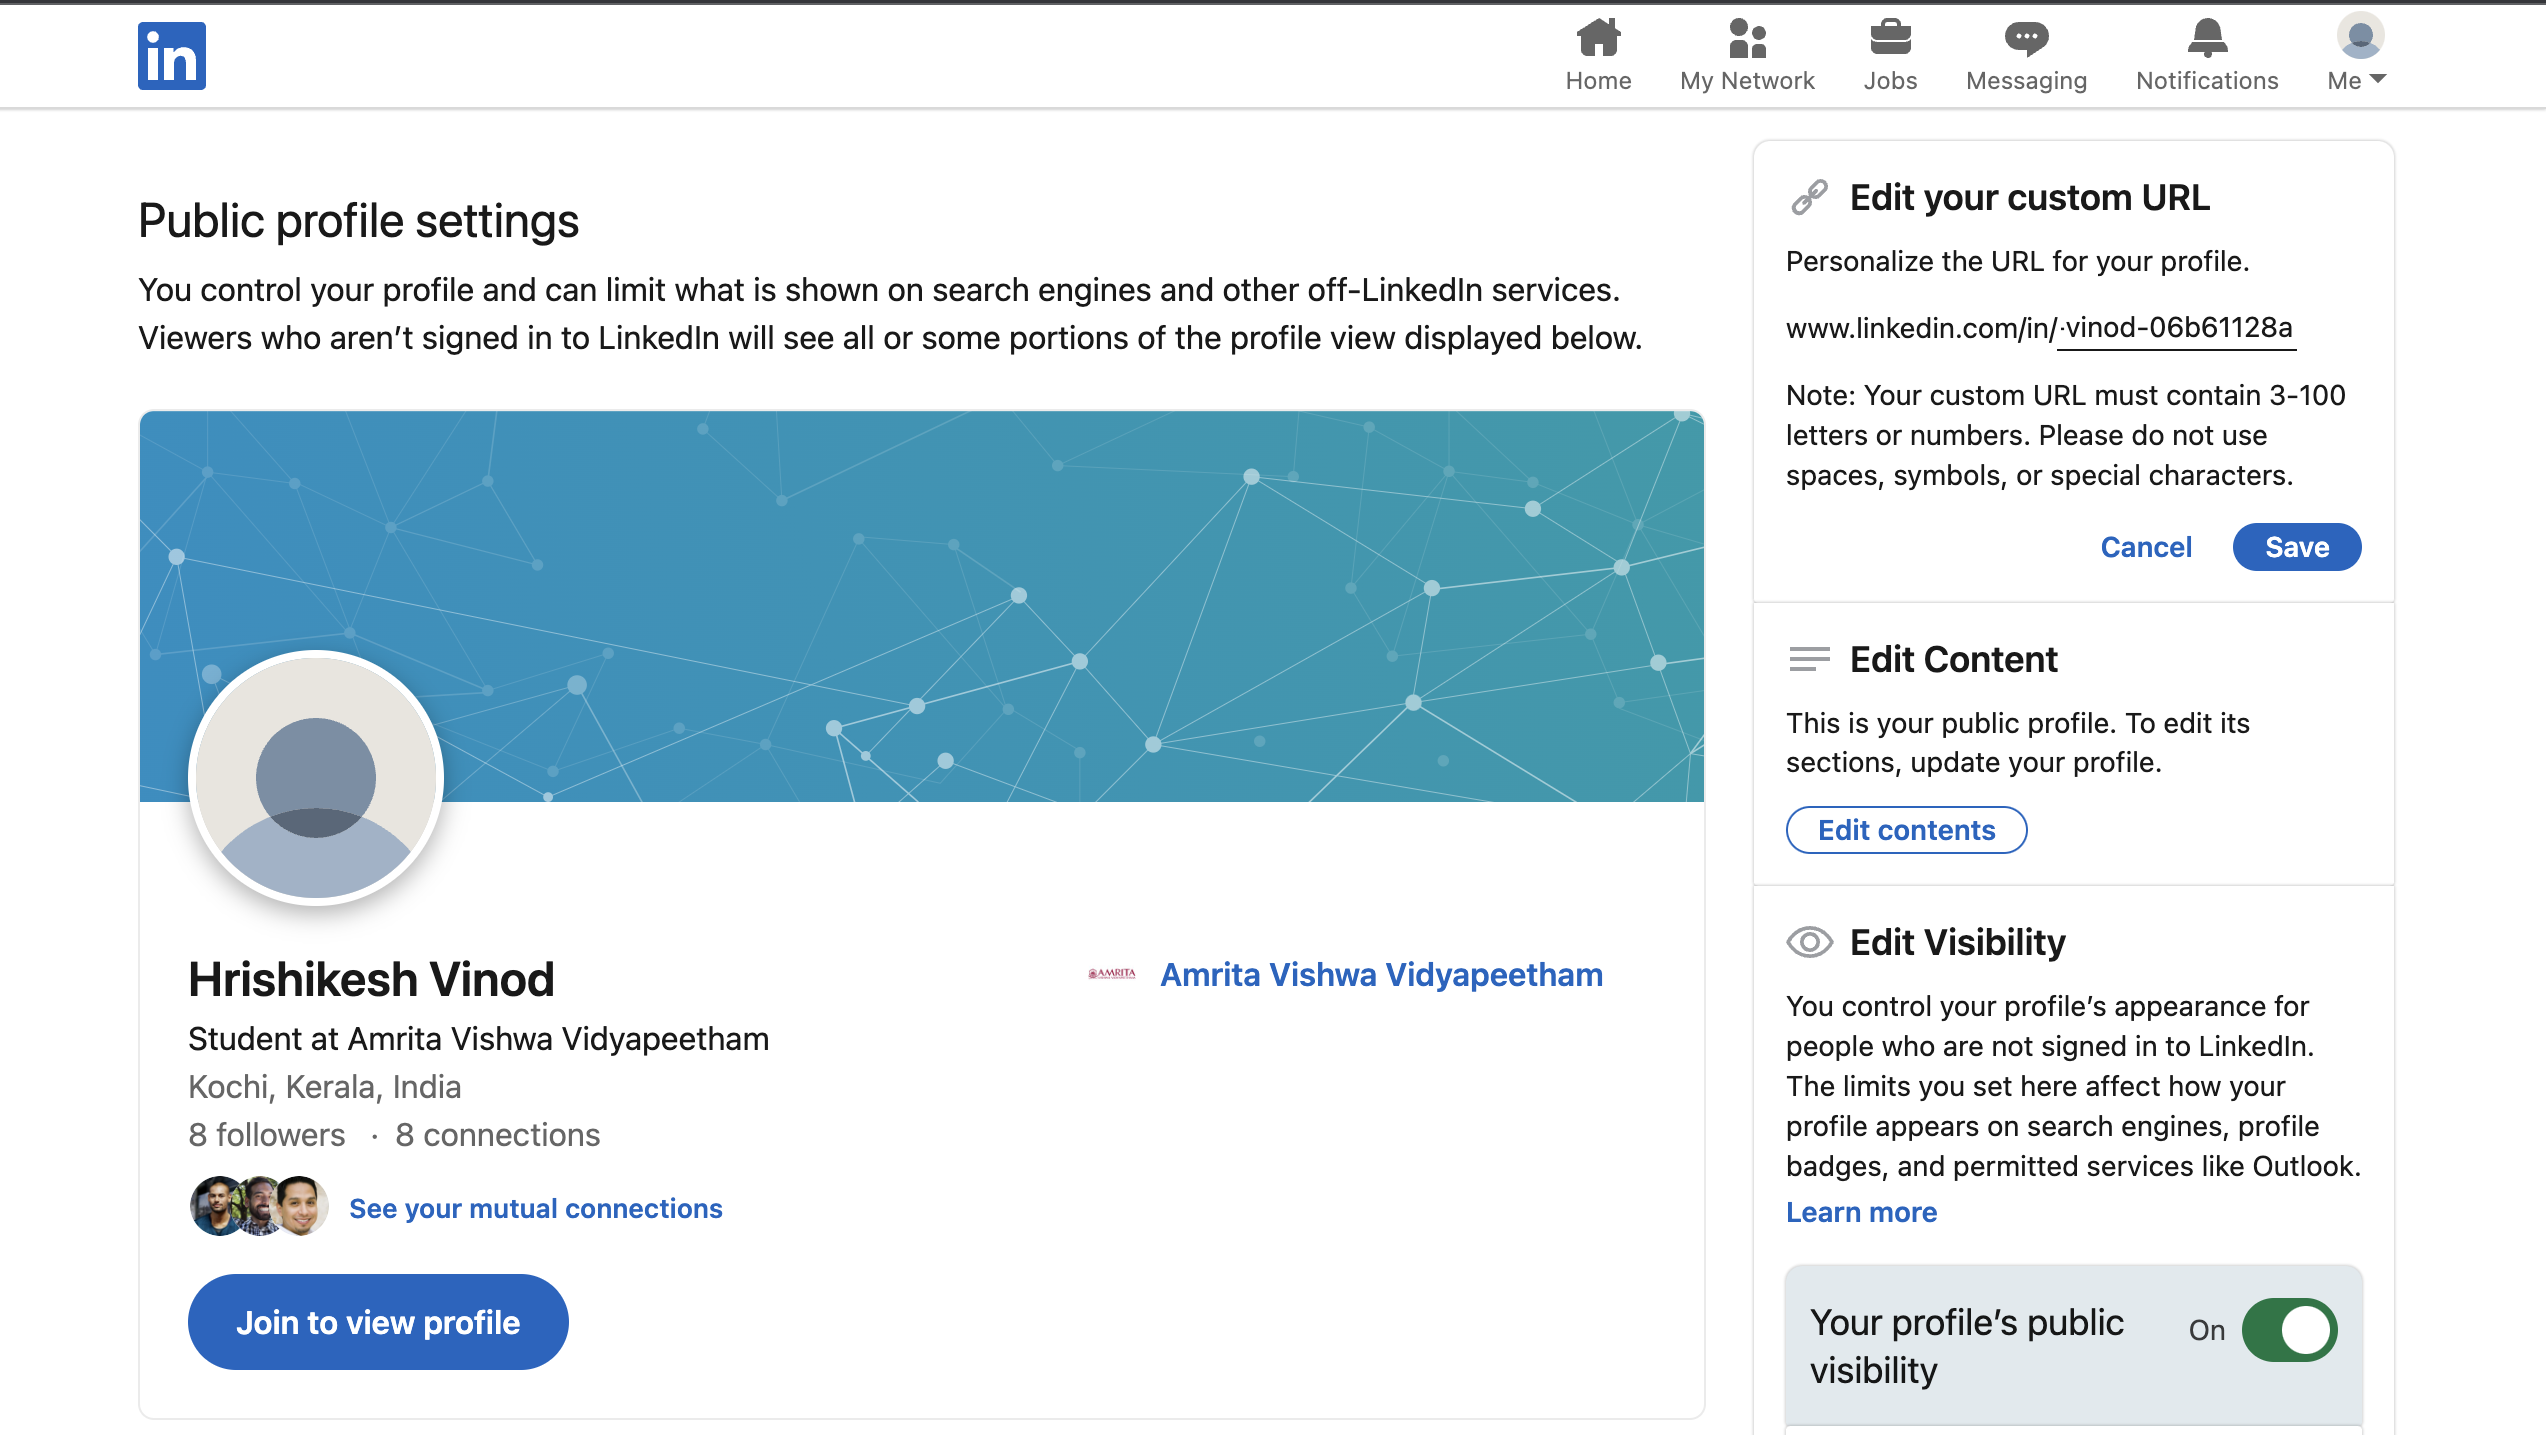 in
Home
My Network
Jobs
Messaging
Notifications
Me
Public profile settings
You control your profile and can limit what is shown on search engines and other off-LinkedIn services.
Viewers who aren’t signed in to LinkedIn will see all or some portions of the profile view displayed below.
Hrishikesh Vinod
Student at Amrita Vishwa Vidyapeetham
Kochi, Kerala, India
8 followers · 8 connections
See your mutual connections
Join to view profile
AMRITA
Amrita Vishwa Vidyapeetham
Edit your custom URL
Personalize the URL for your profile.
www.linkedin.com/in/-vinod-06b61128a
Note: Your custom URL must contain 3-100
letters or numbers. Please do not use
spaces, symbols, or special characters.
Cancel
Save
Edit Content
This is your public profile. To edit its
sections, update your profile.
Edit contents
Edit Visibility
You control your profile’s appearance for
people who are not signed in to LinkedIn.
The limits you set here affect how your
profile appears on search engines, profile
badges, and permitted services like Outlook.
Learn more
Your profile’s public
visibility
On